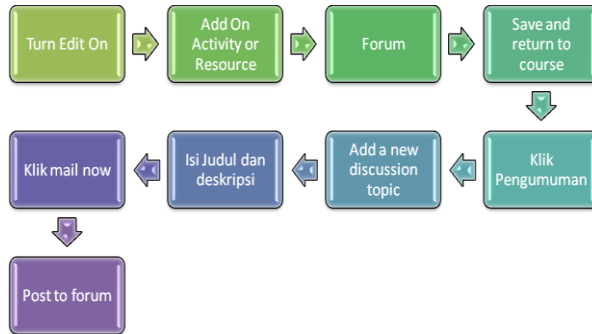 Turn Edit On
Add On
Activity or
Resource
Forum
Save and
return to
course
Klik
Pengumuman
Add a new
discussion
topic
Isi Judul dan
deskripsi
Klik mail now
Post to forum